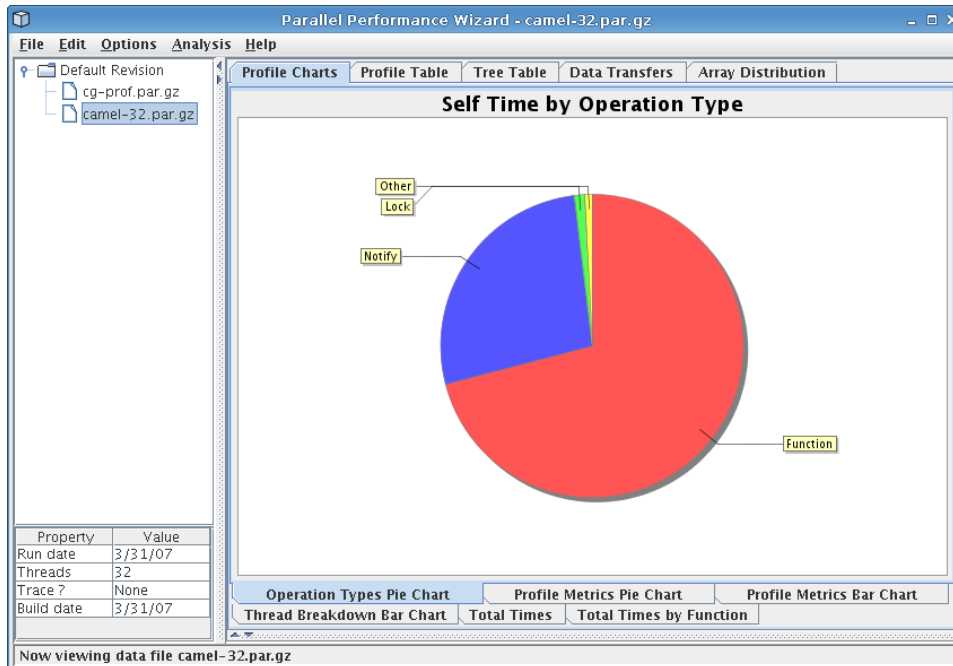 Parallel Performance Wizard - camel-32.par.gz
File Edit Options Analysis Help
Default Revision
cg-prof.par.gz
camel-32.par.gz
Profile Charts Profile Table Tree Table Data Transfers Array Distribution
Self Time by Operation Type
Other
Lock
Notify
Function
Property Value
Run date 3/31/07
Threads 32
Trace ? None
Build date 3/31/07
Operation Types Pie Chart Profile Metrics Pie Chart Profile Metrics Bar Chart
Thread Breakdown Bar Chart Total Times Total Times by Function
Now viewing data file camel-32.par.gz